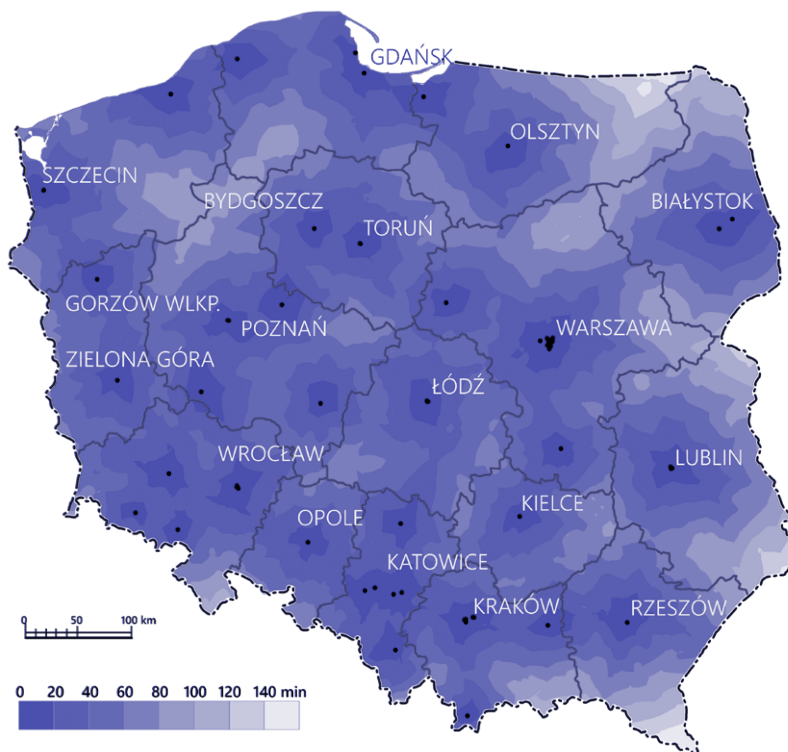 GDAŃSK
OLSZTYN
SZCZECIN
BYDGOSZCZ
BIAŁYSTOK
TORUŃ
GORZÓW WLKP.
POZNAŃ
WARSZAWA
ZIELONA GÓRA
ŁÓDŹ
WROCŁAW
LUBLIN
OPOLE
KIELCE
KATOWICE
KRAKÓW
RZESZÓW
0 50 100 km
0 20 40 60 80 100 120 140 min